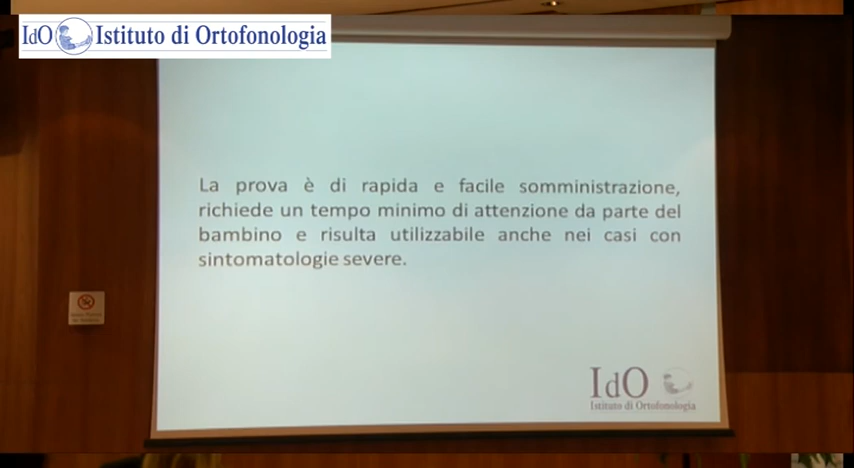 IdO Istituto di Ortofonologia
La prova è di rapida e facile somministrazione,
richiede un tempo minimo di attenzione da parte del
bambino e risulta utilizzabile anche nei casi con
sintomatologie severe.
IdO
Istituto di Ortofonologia